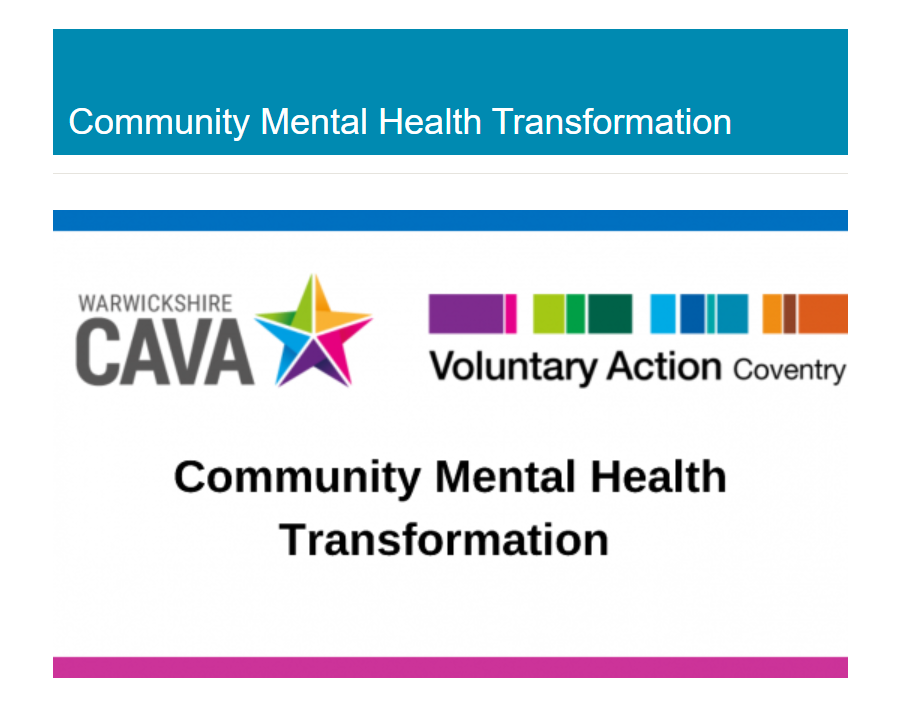 Community Mental Health Transformation
WARWICKSHIRE
CAVA
Voluntary Action Coventry
Community Mental Health
Transformation